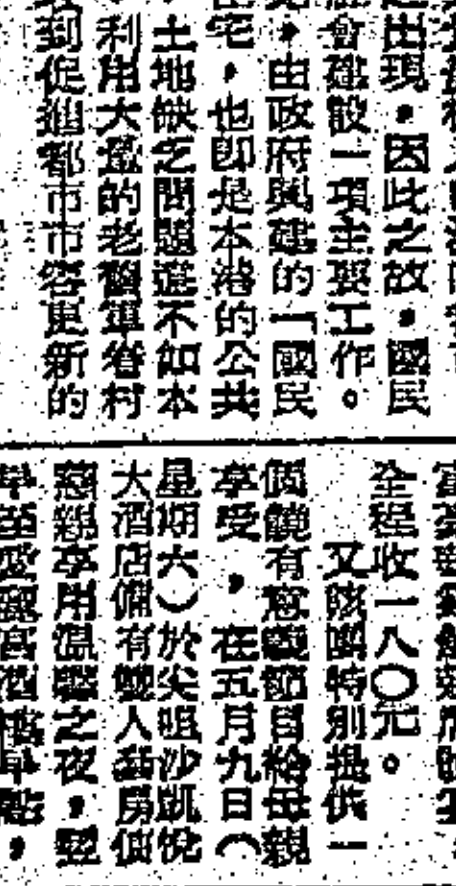 出現，因此之故，國民
會建設一項主要工作。
，由政府興建的「國民
宅，也即是本港的公共
土地缺乏問題遠不如本
利用大量的老舊軍眷村
到促進都市市容更新的
全程收一八〇元。
又該團特別提供一
個饒有意義節目給母親
享受，在五月九日（
星期六）於尖咀沙凱悅
大酒店備有雙人套房值
慈親享用溫馨之夜，翌